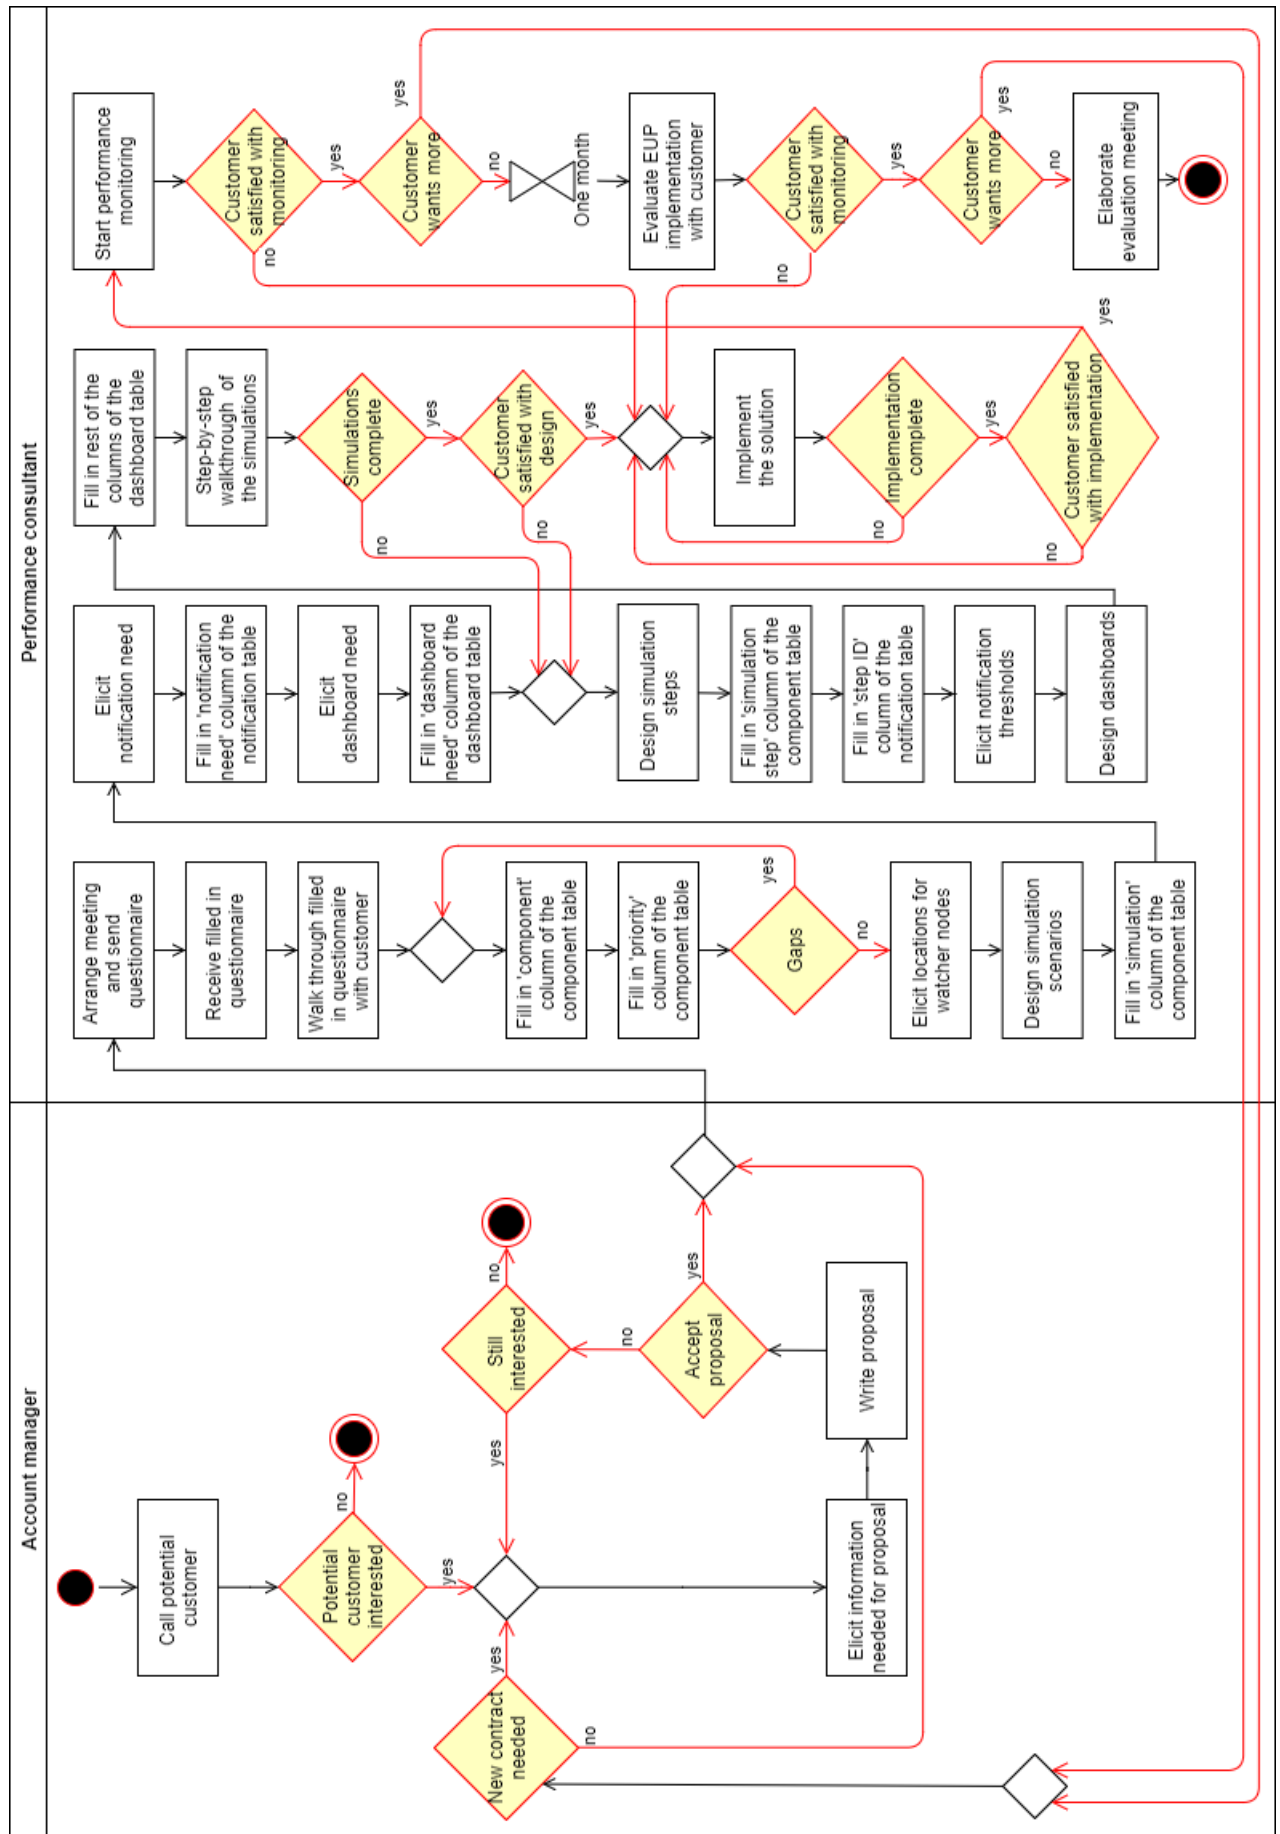 Account manager
Performance consultant
Call potential
customer
Potential
customer
interested
no
yes
New contract
needed
yes
no
Still
interested
no
yes
Accept
proposal
yes
no
Elicit information
needed for proposal
Write proposal
Arrange meeting
and send
questionnaire
Receive filled in
questionnaire
Walk through filled
in questionnaire
with customer
Fill in 'component'
column of the
component table
Fill in 'priority'
column of the
component table
Gaps
yes
no
Elicit locations for
watcher nodes
Design simulation
scenarios
Fill in 'simulation'
column of the
component table
Elicit
notification need
Fill in 'notification
need' column of the
notification table
Elicit
dashboard need
Fill in 'dashboard
need' column of the
dashboard table
Design simulation
steps
Fill in 'simulation
step' column of the
component table
Fill in 'step ID'
column of the
notification table
Elicit notification
thresholds
Design dashboards
Fill in rest of the
columns of the
dashboard table
Step-by-step
walkthrough of
the simulations
Simulations
complete
yes
no
Customer
satisfied with
design
yes
no
Implement
the solution
Implementation
complete
yes
no
Customer satisfied
with implementation
yes
no
Start performance
monitoring
Customer
satisfied with
monitoring
yes
no
Customer
wants more
yes
no
One month
Evaluate EUP
implementation
with customer
Customer
satisfied with
monitoring
yes
no
Customer
wants more
yes
no
Elaborate
evaluation meeting